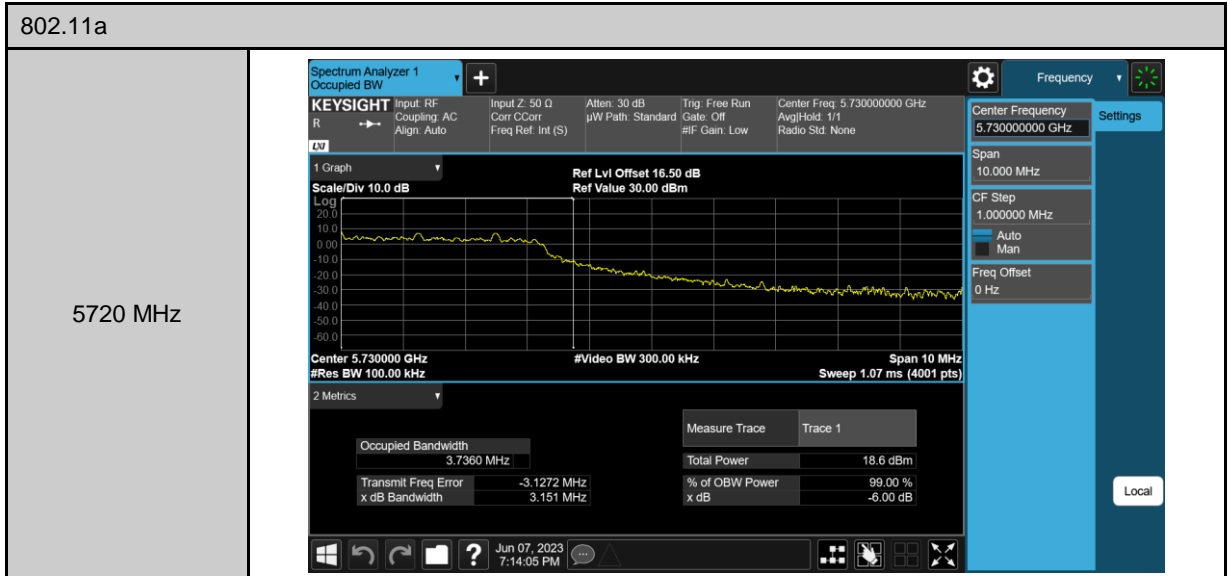 802.11a
5720 MHz
Spectrum Analyzer 1
Occupied BW
+
Frequency
KEYSIGHT
R
LXI
Input: RF
Coupling: AC
Align: Auto
Input Z: 50 Ω
Corr CCorr
Freq Ref: Int (S)
Atten: 30 dB
µW Path: Standard
Trig: Free Run
Gate: Off
#IF Gain: Low
Center Freq: 5.730000000 GHz
Avg|Hold: 1/1
Radio Std: None
Center Frequency
5.730000000 GHz
Settings
Span
10.000 MHz
CF Step
1.000000 MHz
Auto
Man
Freq Offset
0 Hz
Local
1 Graph
Scale/Div 10.0 dB
Ref Lvl Offset 16.50 dB
Ref Value 30.00 dBm
Log
20.0
10.0
0.00
-10.0
-20.0
-30.0
-40.0
-50.0
-60.0
Center 5.730000 GHz
#Video BW 300.00 kHz
Span 10 MHz
#Res BW 100.00 kHz
Sweep 1.07 ms (4001 pts)
2 Metrics
Measure Trace Trace 1
Occupied Bandwidth
3.7360 MHz
Total Power 18.6 dBm
Transmit Freq Error -3.1272 MHz
% of OBW Power 99.00 %
x dB Bandwidth 3.151 MHz
x dB -6.00 dB
?
Jun 07, 2023
7:14:05 PM